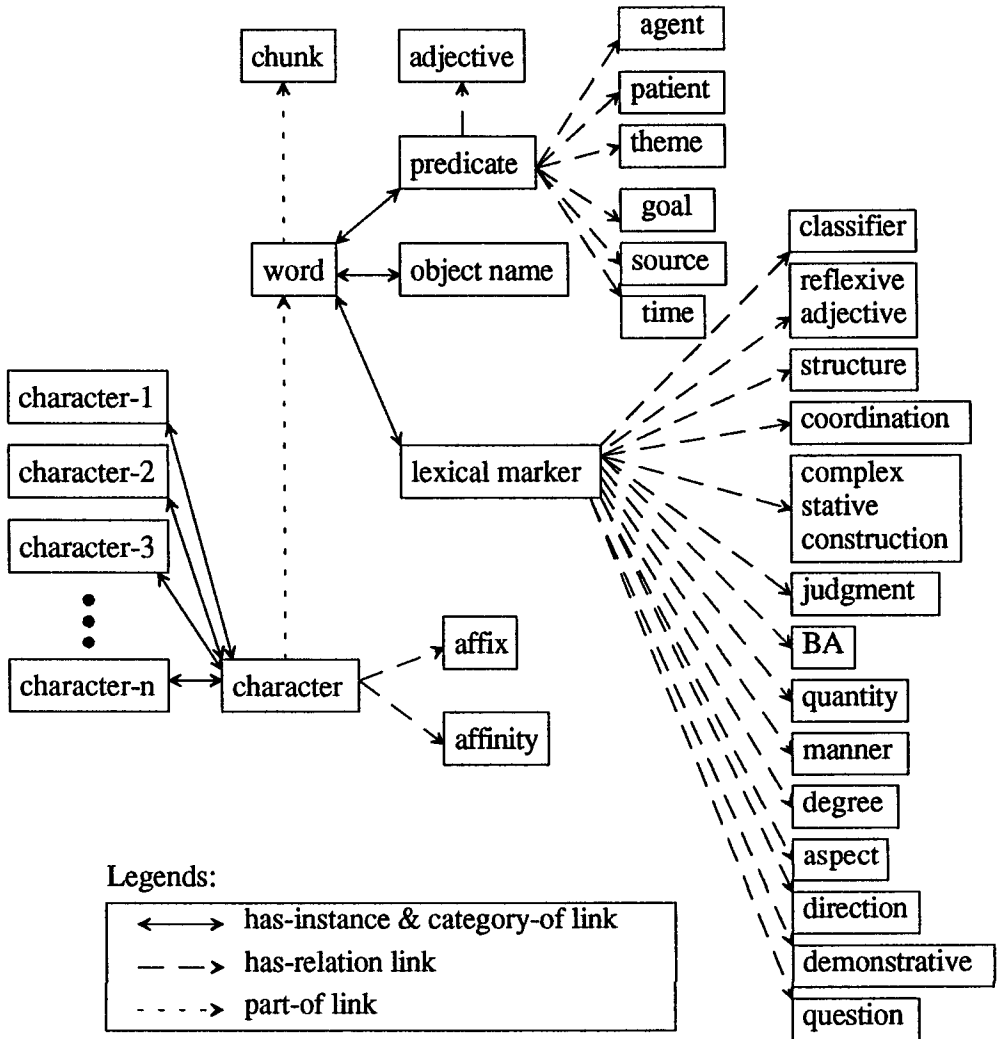 agent
chunk
adjective
patient
theme
predicate
goal
classifier
word
object name
source
reflexive
adjective
time
structure
character-1
coordination
lexical marker
character-2
complex
stative
construction
character-3
judgment
affix
BA
character-n
character
quantity
affinity
manner
degree
aspect
Legends:
direction
has-instance & category-of link
has-relation link
demonstrative
part-of link
question